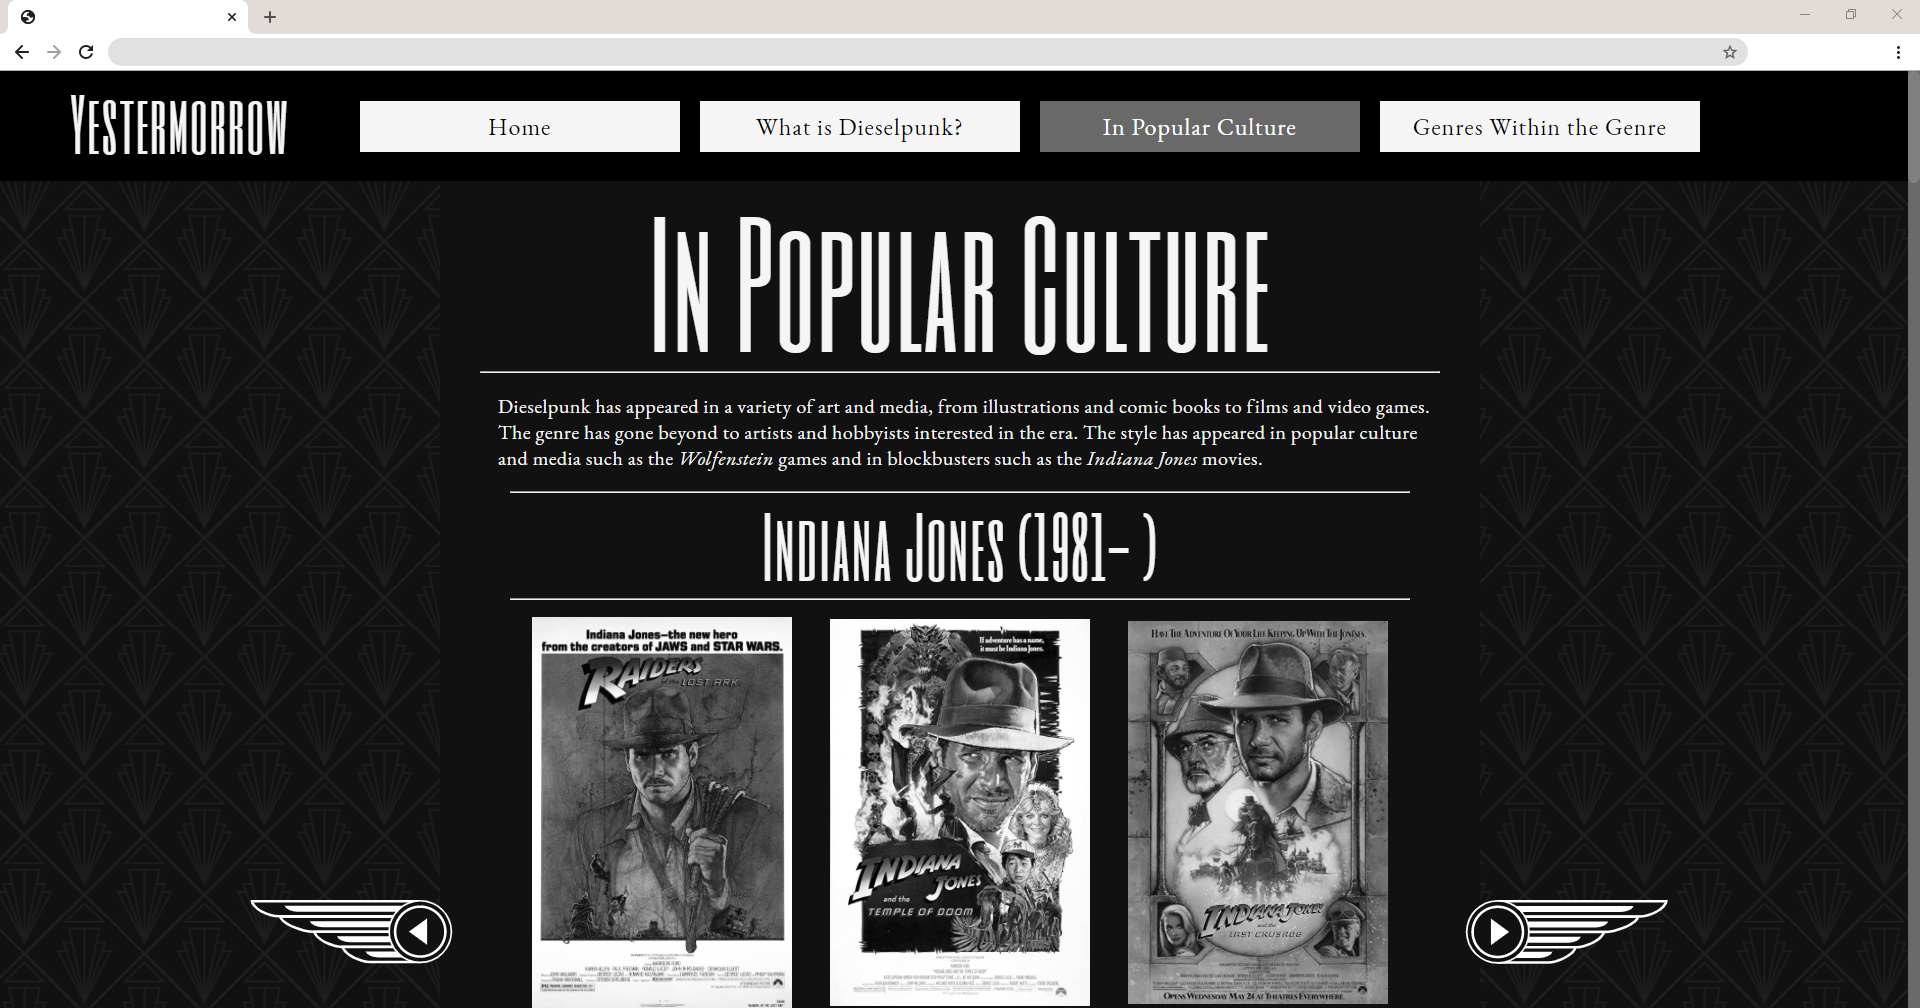 YESTERMORROW
Home
What is Dieselpunk?
In Popular Culture
Genres Within the Genre
IN POPULAR CULTURE
Dieselpunk has appeared in a variety of art and media, from illustrations and comic books to films and video games.
The genre has gone beyond to artists and hobbyists interested in the era. The style has appeared in popular culture
and media such as the Wolfenstein games and in blockbusters such as the Indiana Jones movies.
INDIANA JONES (1981- )
Indiana Jones—the new hero
from the creators of JAWS and STAR WARS.
RAIDERS
of the LOST ARK
If adventure has a name,
it must be Indiana Jones.
INDIANA
JONES
and the
TEMPLE OF DOOM
HAVE THE ADVENTURE OF YOUR LIFE KEEPING UP WITH THE JONESES.
INDIANA JONES
and the
LAST CRUSADE
OPENS WEDNESDAY MAY 24 AT THEATRES EVERYWHERE.